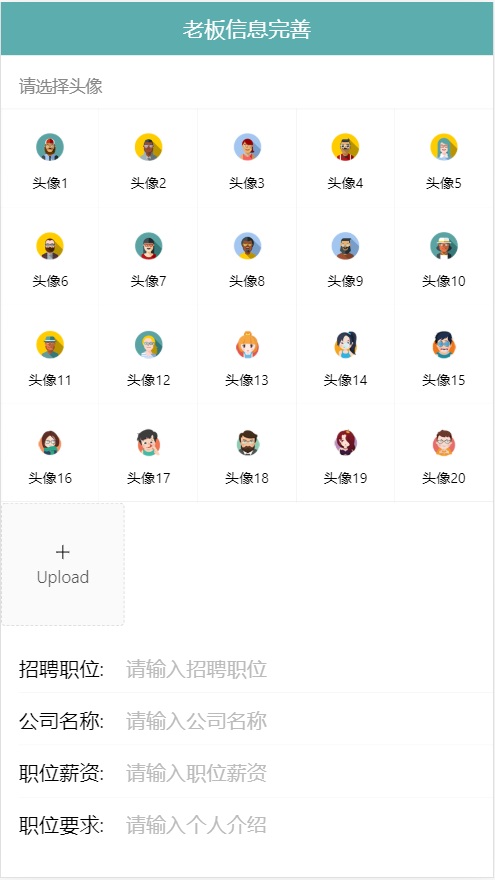 老板信息完善
请选择头像
头像1 头像2 头像3 头像4 头像5
头像6 头像7 头像8 头像9 头像10
头像11 头像12 头像13 头像14 头像15
头像16 头像17 头像18 头像19 头像20
Upload
招聘职位: 请输入招聘职位
公司名称: 请输入公司名称
职位薪资: 请输入职位薪资
职位要求: 请输入个人介绍